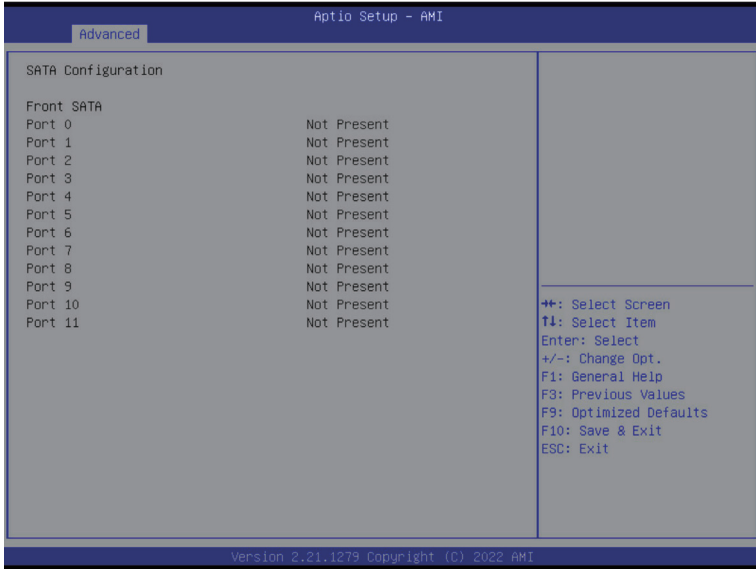 Aptio Setup – AMI
Advanced
SATA Configuration
Front SATA
Port 0 Not Present
Port 1 Not Present
Port 2 Not Present
Port 3 Not Present
Port 4 Not Present
Port 5 Not Present
Port 6 Not Present
Port 7 Not Present
Port 8 Not Present
Port 9 Not Present
Port 10 Not Present
Port 11 Not Present
→←: Select Screen
↑↓: Select Item
Enter: Select
+/-: Change Opt.
F1: General Help
F3: Previous Values
F9: Optimized Defaults
F10: Save & Exit
ESC: Exit
Version 2.21.1279 Copyright (C) 2022 AMI